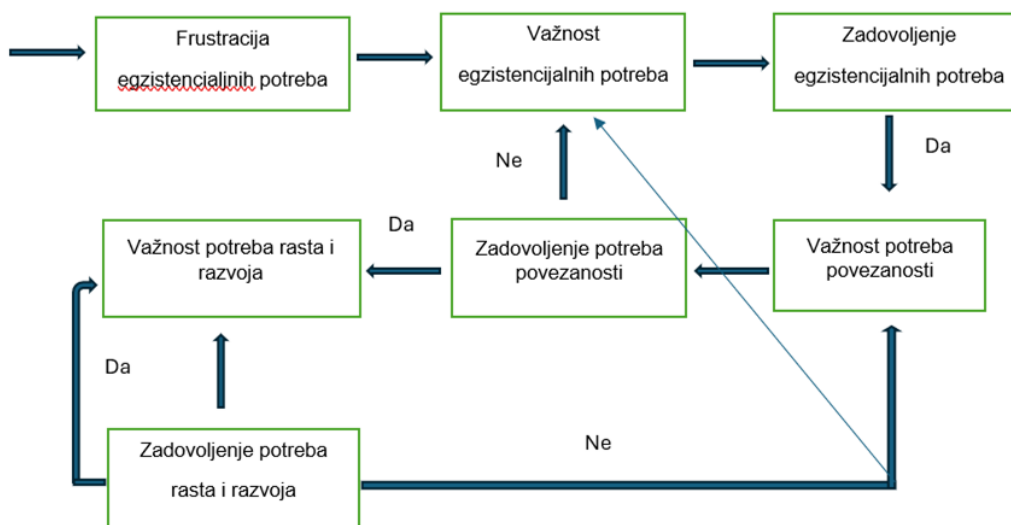 Frustracija
egzistencialjnih potreba
Važnost
egzistencijalnih potreba
Zadovoljenje
egzistencijalnih potreba
Ne
Da
Važnost potreba rasta i
razvoja
Da
Zadovoljenje potreba
povezanosti
Važnost potreba
povezanosti
Da
Zadovoljenje potreba
rasta i razvoja
Ne